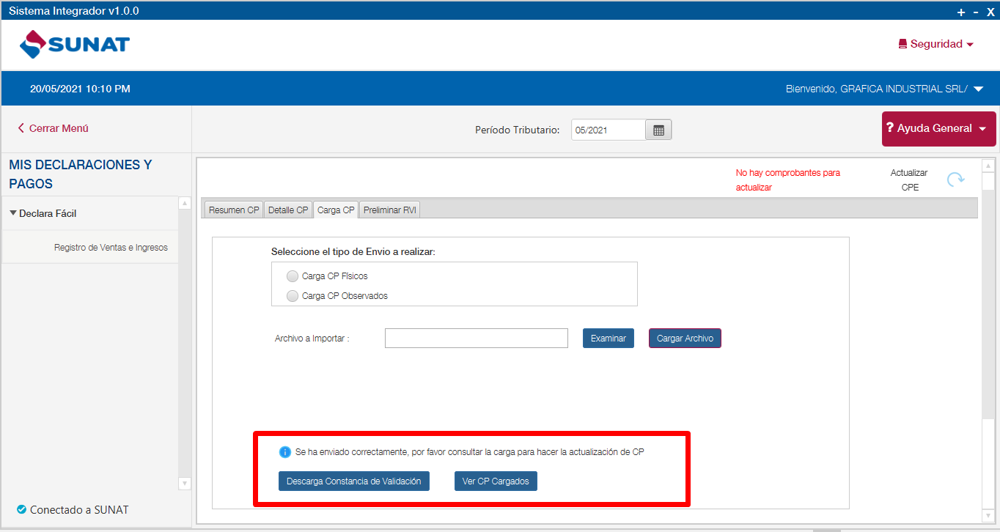 Sistema Integrador v1.0.0
+ - X
SUNAT
Seguridad
20/05/2021 10:10 PM
Bienvenido, GRAFICA INDUSTRIAL SRL/
Cerrar Menú
Período Tributario:
05/2021
? Ayuda General
MIS DECLARACIONES Y
PAGOS
Declara Fácil
Registro de Ventas e Ingresos
Conectado a SUNAT
No hay comprobantes para
actualizar
Actualizar
CPE
Resumen CP
Detalle CP
Carga CP
Preliminar RVI
Seleccione el tipo de Envio a realizar:
Carga CP Físicos
Carga CP Observados
Archivo a Importar :
Examinar
Cargar Archivo
Se ha enviado correctamente, por favor consultar la carga para hacer la actualización de CP
Descarga Constancia de Validación
Ver CP Cargados